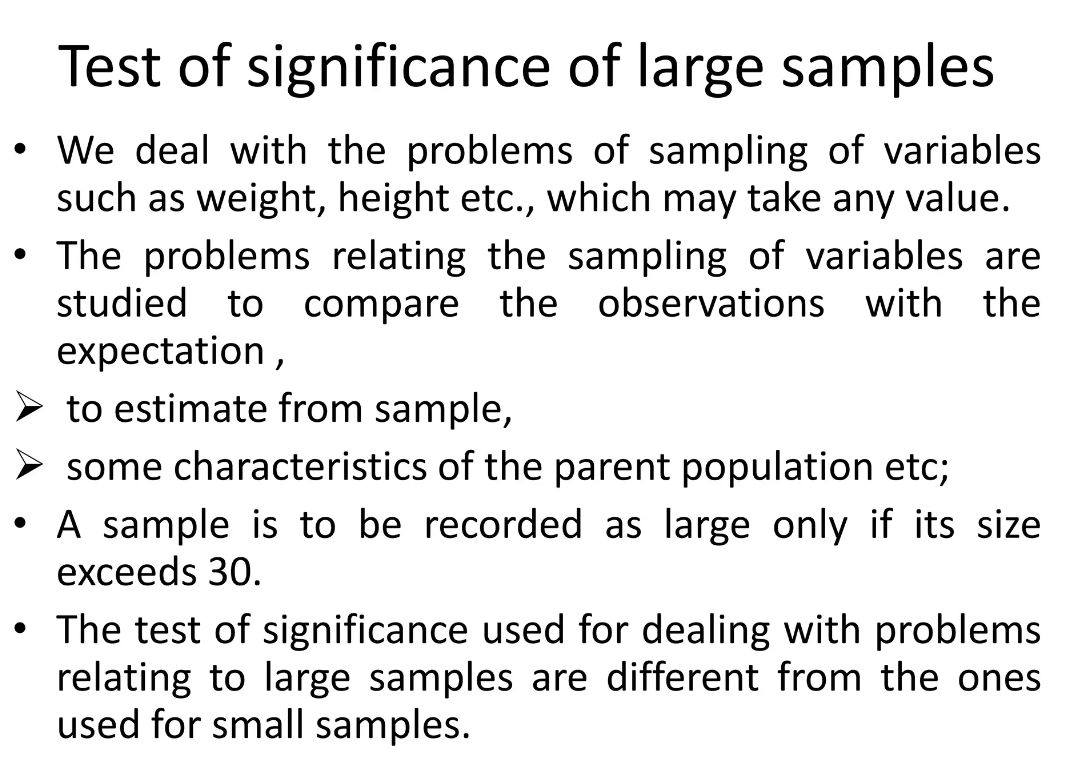 Test of significance of large samples
• We deal with the problems of sampling of variables
such as weight, height etc., which may take any value.
• The problems relating the sampling of variables are
studied to compare the observations with the
expectation ,
➢ to estimate from sample,
➢ some characteristics of the parent population etc;
• A sample is to be recorded as large only if its size
exceeds 30.
• The test of significance used for dealing with problems
relating to large samples are different from the ones
used for small samples.